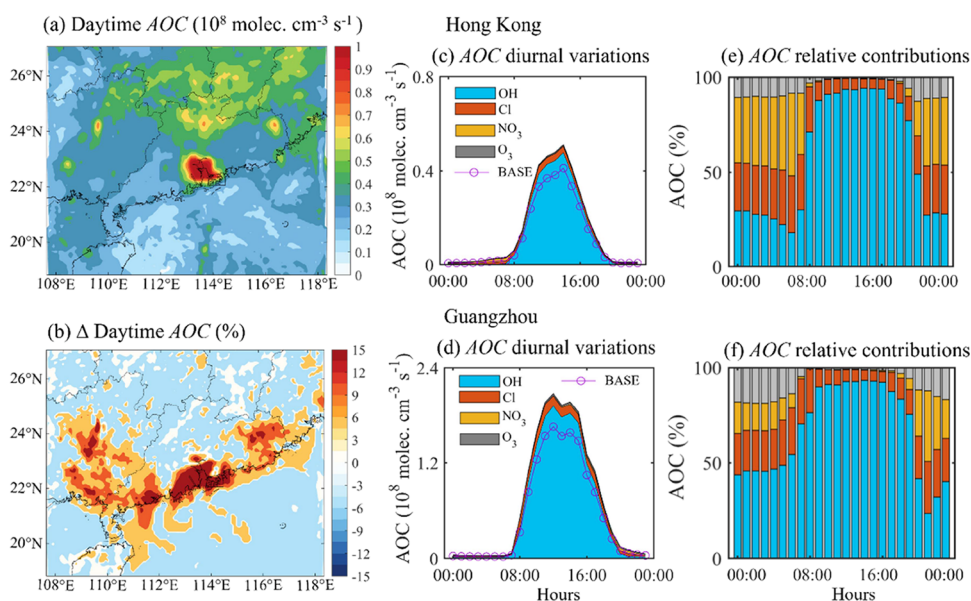 Hong Kong
(a) Daytime AOC (10⁸ molec. cm⁻³ s⁻¹)
26°N
24°N
22°N
20°N
108°E 110°E 112°E 114°E 116°E 118°E
1
0.9
0.8
0.7
0.6
0.5
0.4
0.3
0.2
0.1
0
(c) AOC diurnal variations
AOC (10⁸ molec. cm⁻³ s⁻¹)
0.8
0.4
0
OH
Cl
NO₃
O₃
BASE
00:00 08:00 16:00 00:00
(e) AOC relative contributions
AOC (%)
100
50
0
00:00 08:00 16:00 00:00
Guangzhou
(b) Δ Daytime AOC (%)
26°N
24°N
22°N
20°N
108°E 110°E 112°E 114°E 116°E 118°E
15
12
9
6
3
0
-3
-6
-9
-12
-15
(d) AOC diurnal variations
AOC (10⁸ molec. cm⁻³ s⁻¹)
2.4
1.2
0
OH
Cl
NO₃
O₃
BASE
00:00 08:00 16:00 00:00
Hours
(f) AOC relative contributions
AOC (%)
100
50
0
00:00 08:00 16:00 00:00
Hours